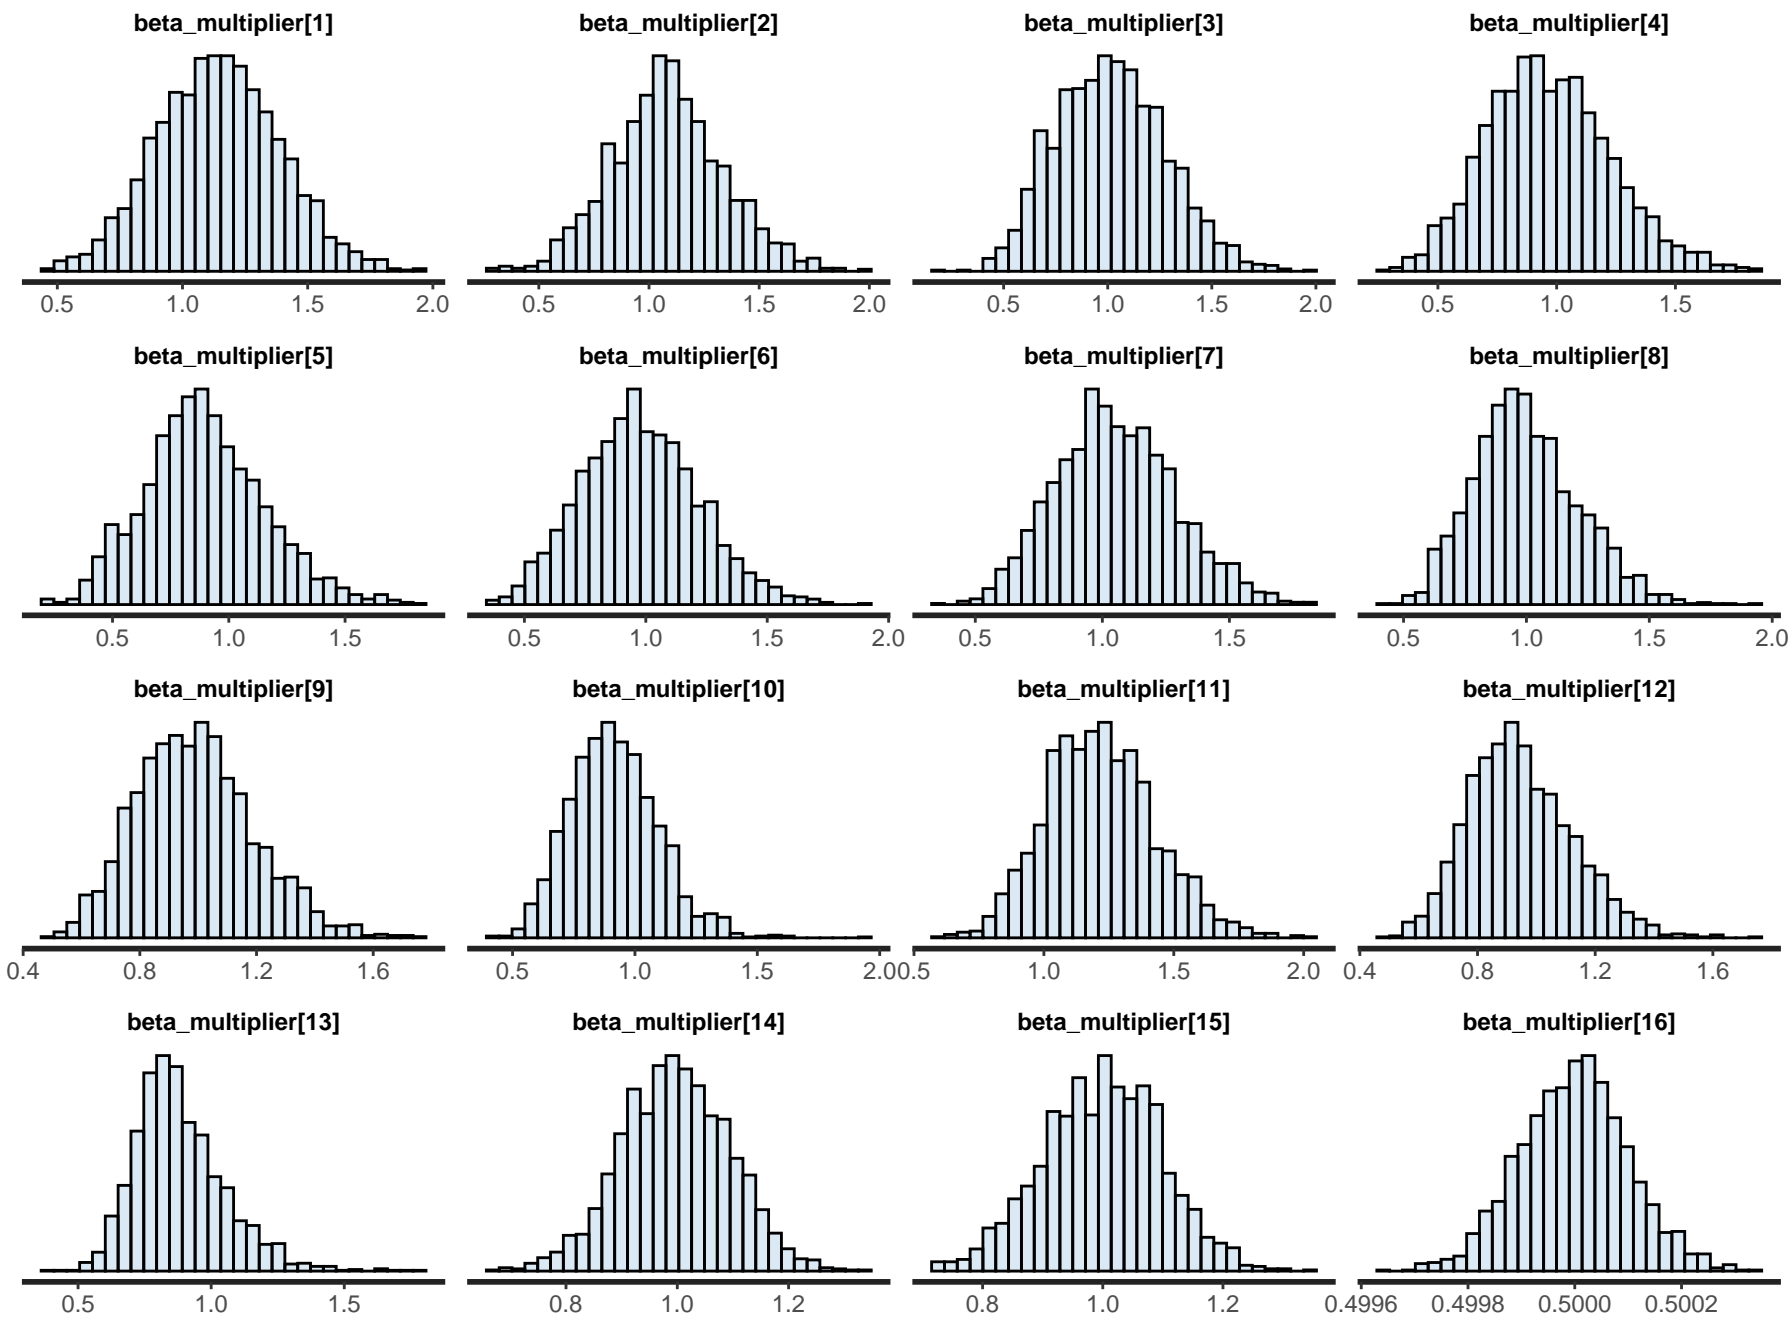 beta_multiplier[1] beta_multiplier[2] beta_multiplier[3] beta_multiplier[4]
0.5 1.0 1.5 2.0 0.5 1.0 1.5 2.0 0.5 1.0 1.5 2.0 0.5 1.0 1.5
beta_multiplier[5] beta_multiplier[6] beta_multiplier[7] beta_multiplier[8]
0.5 1.0 1.5 0.5 1.0 1.5 2.0 0.5 1.0 1.5 0.5 1.0 1.5 2.0
beta_multiplier[9] beta_multiplier[10] beta_multiplier[11] beta_multiplier[12]
0.4 0.8 1.2 1.6 0.5 1.0 1.5 2.0 0.5 1.0 1.5 2.0 0.4 0.8 1.2 1.6
beta_multiplier[13] beta_multiplier[14] beta_multiplier[15] beta_multiplier[16]
0.5 1.0 1.5 0.8 1.0 1.2 0.8 1.0 1.2 0.4996 0.4998 0.5000 0.5002